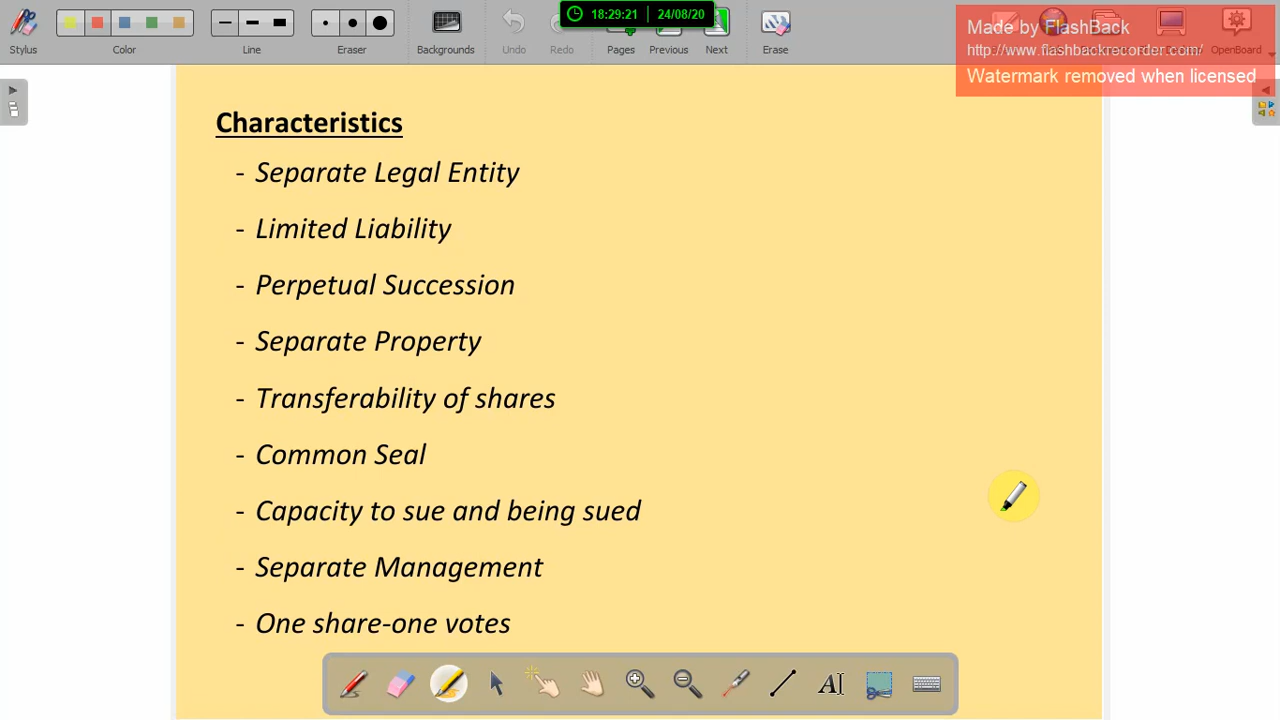 18:29:21 24/08/20
Made by FlashBack
http://www.flashbackrecorder.com/
Watermark removed when licensed
Stylus Color Line Eraser Backgrounds Undo Redo Pages Previous Next Erase OpenBoard
Characteristics
- Separate Legal Entity
- Limited Liability
- Perpetual Succession
- Separate Property
- Transferability of shares
- Common Seal
- Capacity to sue and being sued
- Separate Management
- One share-one votes
AI